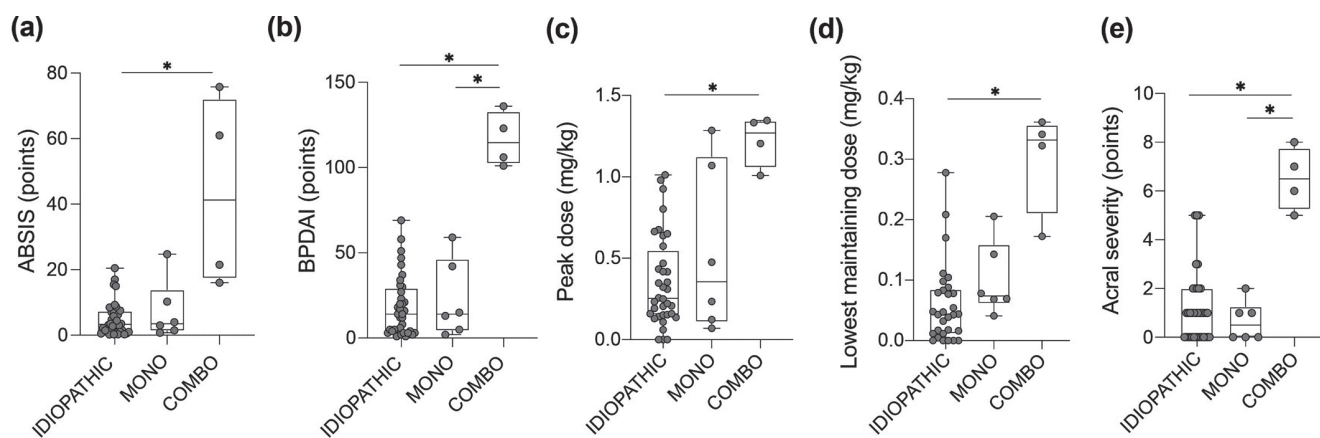 (a)
ABSIS (points)
80
60
40
20
0
*
IDIOPATHIC
MONO
COMBO
(b)
BPDAI (points)
150
100
50
0
*
*
IDIOPATHIC
MONO
COMBO
(c)
Peak dose (mg/kg)
1.5
1.0
0.5
0.0
*
IDIOPATHIC
MONO
COMBO
(d)
Lowest maintaining dose (mg/kg)
0.4
0.3
0.2
0.1
0.0
*
IDIOPATHIC
MONO
COMBO
(e)
Acral severity (points)
10
8
6
4
2
0
*
*
IDIOPATHIC
MONO
COMBO